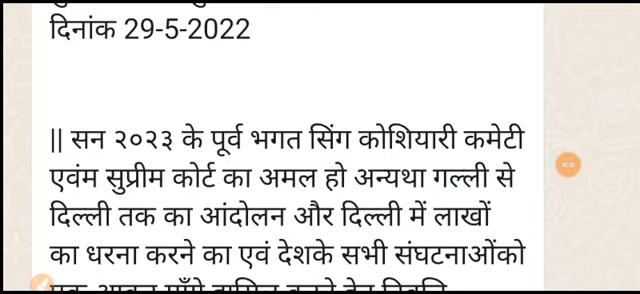 दिनांक 29-5-2022
|| सन २०२३ के पूर्व भगत सिंग कोशियारी कमेटी
एवंम सुप्रीम कोर्ट का अमल हो अन्यथा गल्ली से
दिल्ली तक का आंदोलन और दिल्ली में लाखों
का धरना करने का एवं देशके सभी संघटनाओंको